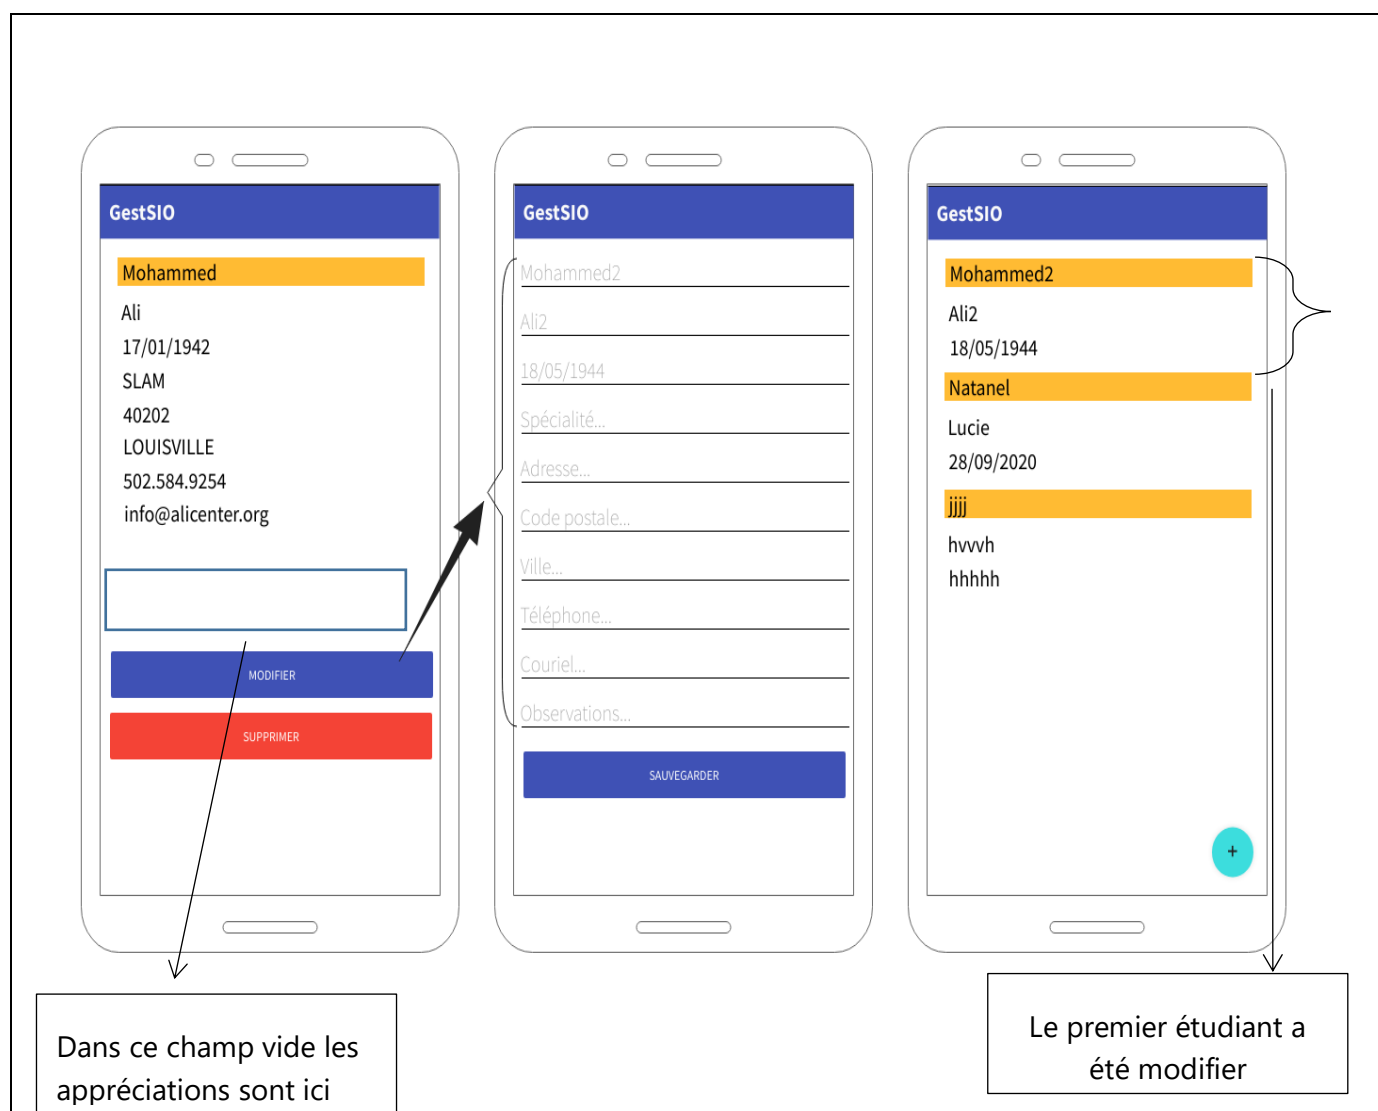 GestSIO
Mohammed
Ali
17/01/1942
SLAM
40202
LOUISVILLE
502.584.9254
info@alicenter.org
MODIFIER
SUPPRIMER
Dans ce champ vide les
appréciations sont ici
GestSIO
Mohammed2
Ali2
18/05/1944
Spécialité...
Adresse...
Code postale...
Ville...
Téléphone...
Couriel...
Observations...
SAUVEGARDER
GestSIO
Mohammed2
Ali2
18/05/1944
Natanel
Lucie
28/09/2020
jjjj
hvvvh
hhhhh
+
Le premier étudiant a
été modifier